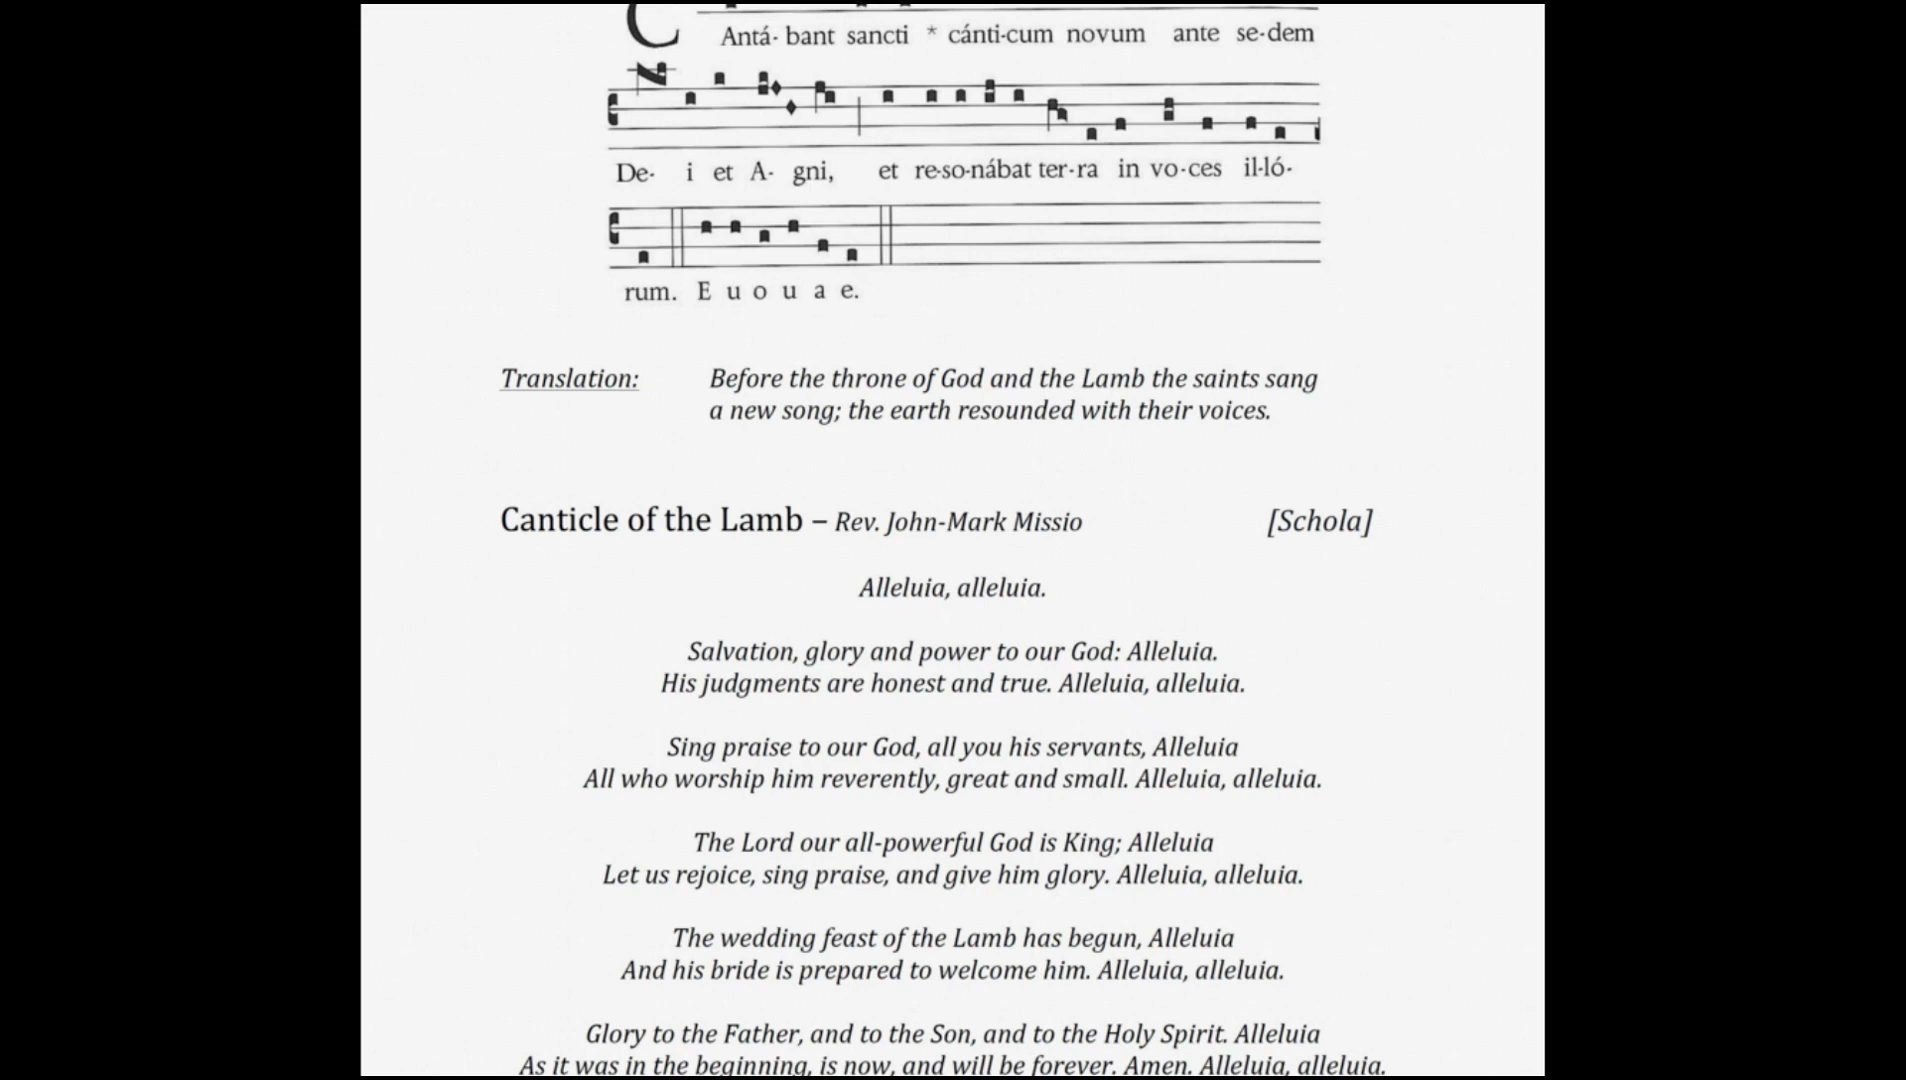 CAntá- bant sancti * cánti-cum novum ante se-dem
De- i et A- gni, et re-so-nábat ter-ra in vo-ces il-ló-
rum. E u o u a e.
Translation: Before the throne of God and the Lamb the saints sang
a new song; the earth resounded with their voices.
Canticle of the Lamb – Rev. John-Mark Missio [Schola]
Alleluia, alleluia.
Salvation, glory and power to our God: Alleluia.
His judgments are honest and true. Alleluia, alleluia.
Sing praise to our God, all you his servants, Alleluia
All who worship him reverently, great and small. Alleluia, alleluia.
The Lord our all-powerful God is King; Alleluia
Let us rejoice, sing praise, and give him glory. Alleluia, alleluia.
The wedding feast of the Lamb has begun, Alleluia
And his bride is prepared to welcome him. Alleluia, alleluia.
Glory to the Father, and to the Son, and to the Holy Spirit. Alleluia
As it was in the beginning, is now, and will be forever. Amen. Alleluia, alleluia.